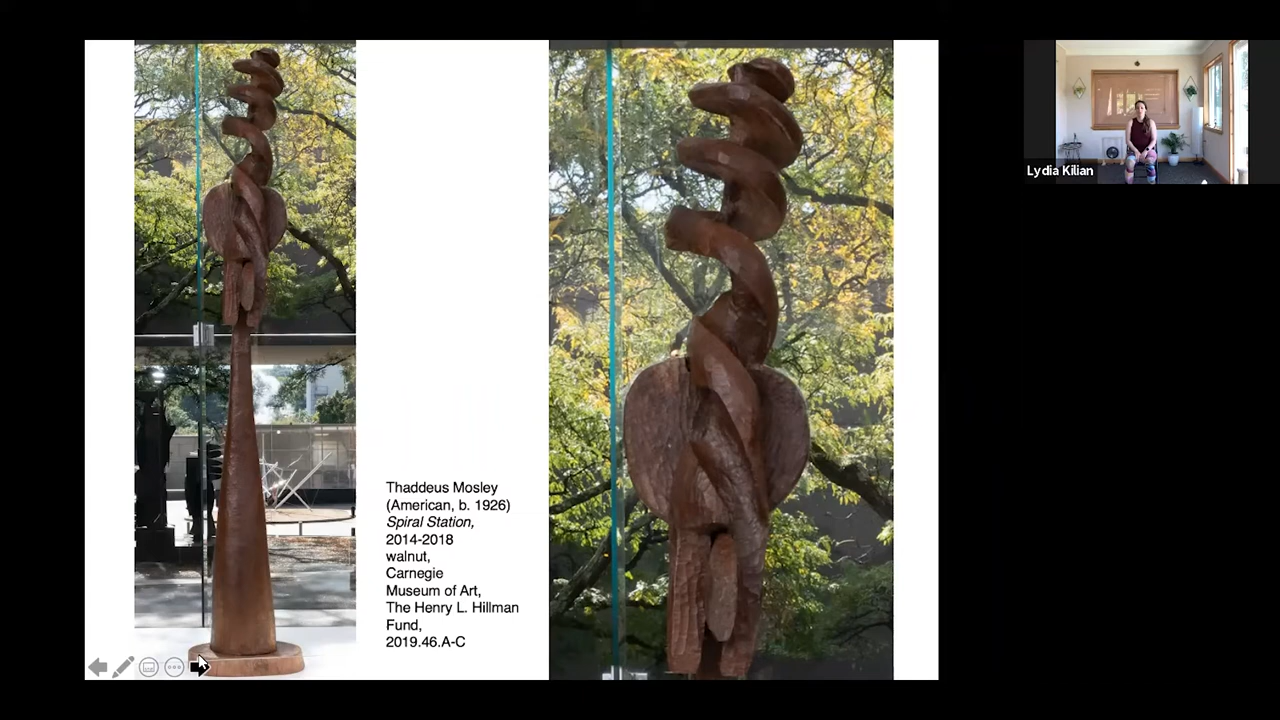 Thaddeus Mosley
(American, b. 1926)
Spiral Station,
2014-2018
walnut,
Carnegie
Museum of Art,
The Henry L. Hillman
Fund,
2019.46.A-C
Lydia Kilian